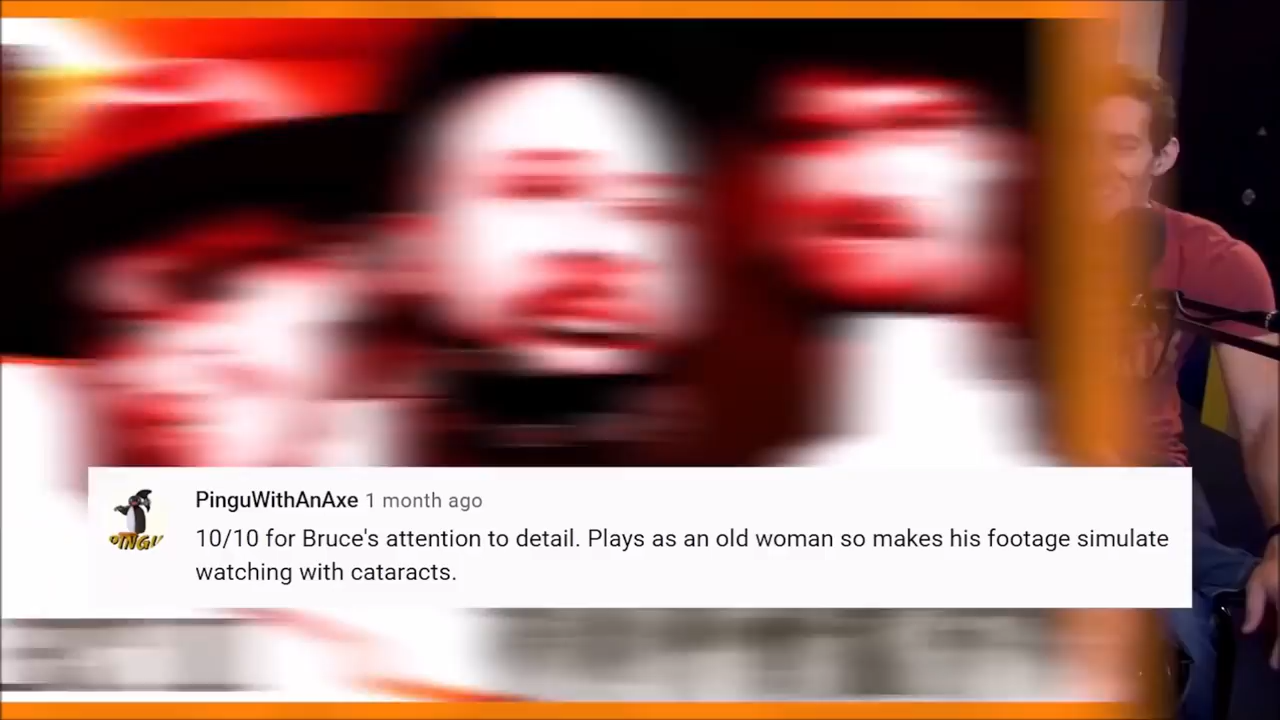 PinguWithAnAxe 1 month ago
10/10 for Bruce's attention to detail. Plays as an old woman so makes his footage simulate
watching with cataracts.
PINGU